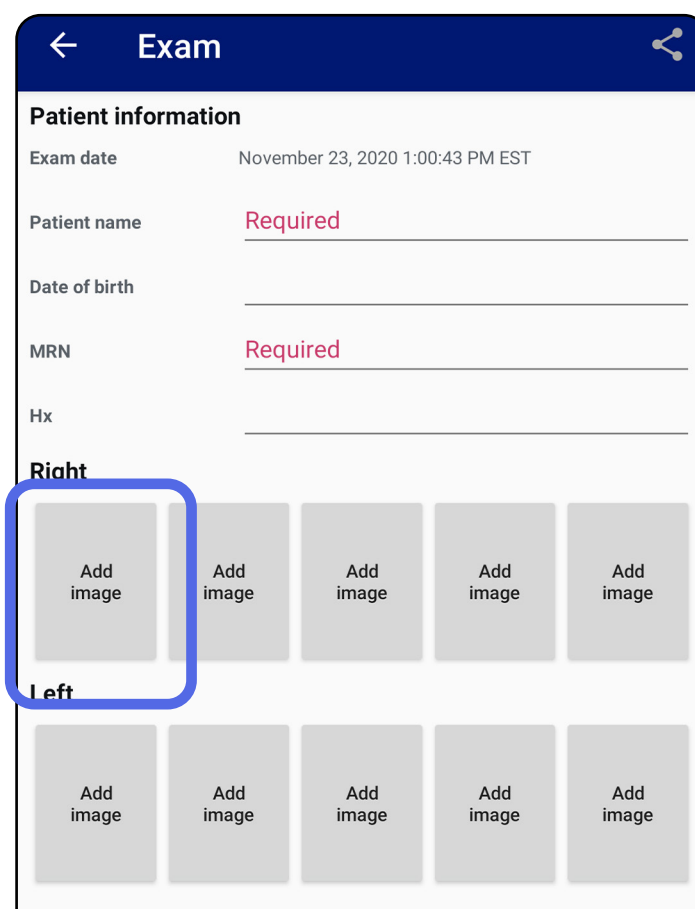 Exam
Patient information
Exam date November 23, 2020 1:00:43 PM EST
Patient name Required
Date of birth
MRN Required
Hx
Right
Add image Add image Add image Add image Add image
Left
Add image Add image Add image Add image Add image